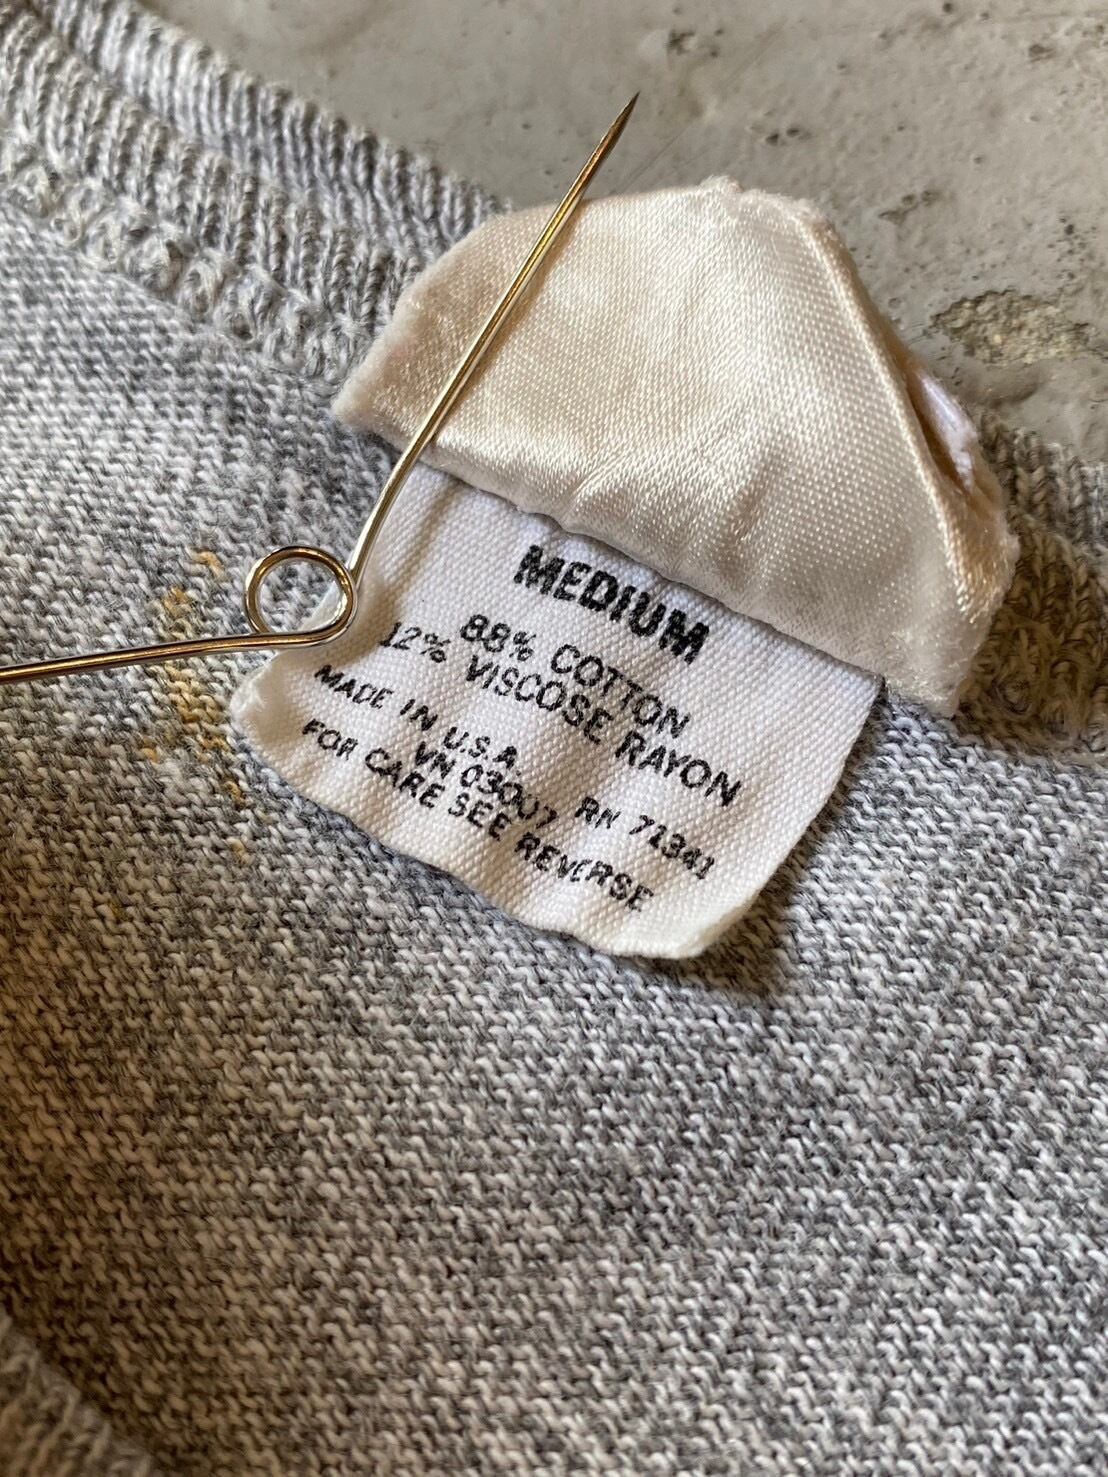 MEDIUM
88% COTTON
12% VISCOSE RAYON
MADE IN U.S.A.
VN 03007 RN 71341
FOR CARE SEE REVERSE